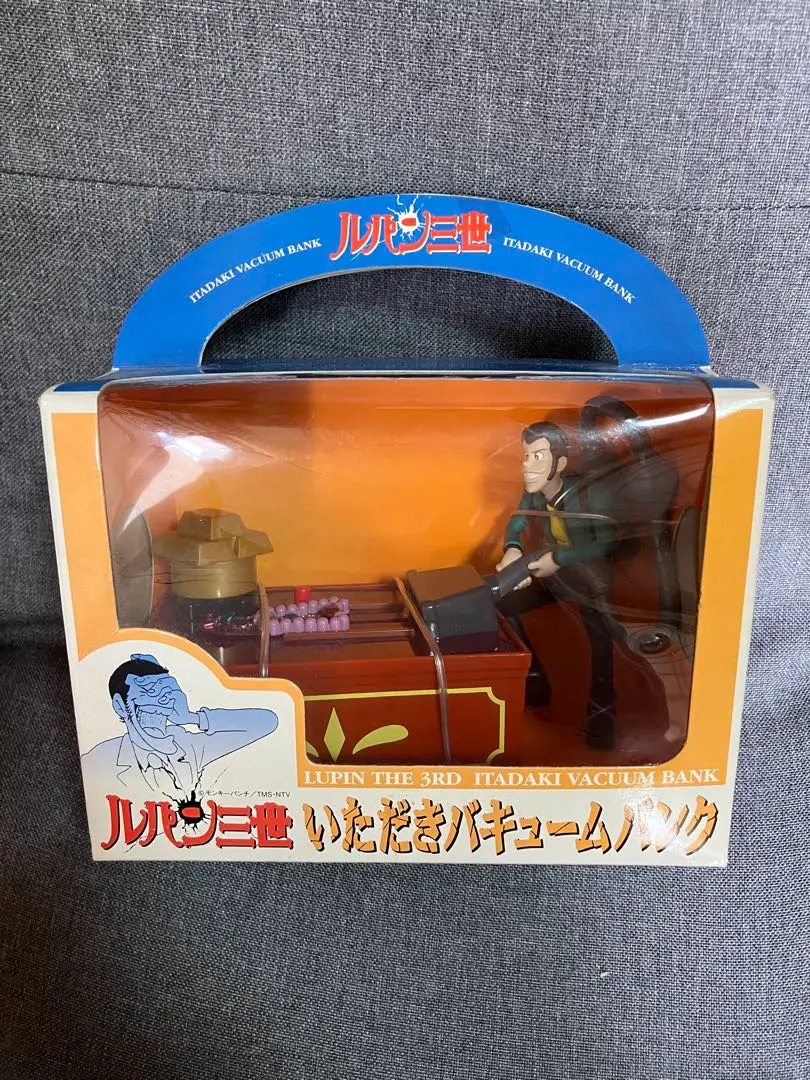 ITADAKI VACUUM BANK ルパン三世 ITADAKI VACUUM BANK
LUPIN THE 3RD ITADAKI VACUUM BANK
©モンキーパンチ/TMS・NTV
ルパン三世 いただきバキュームバンク